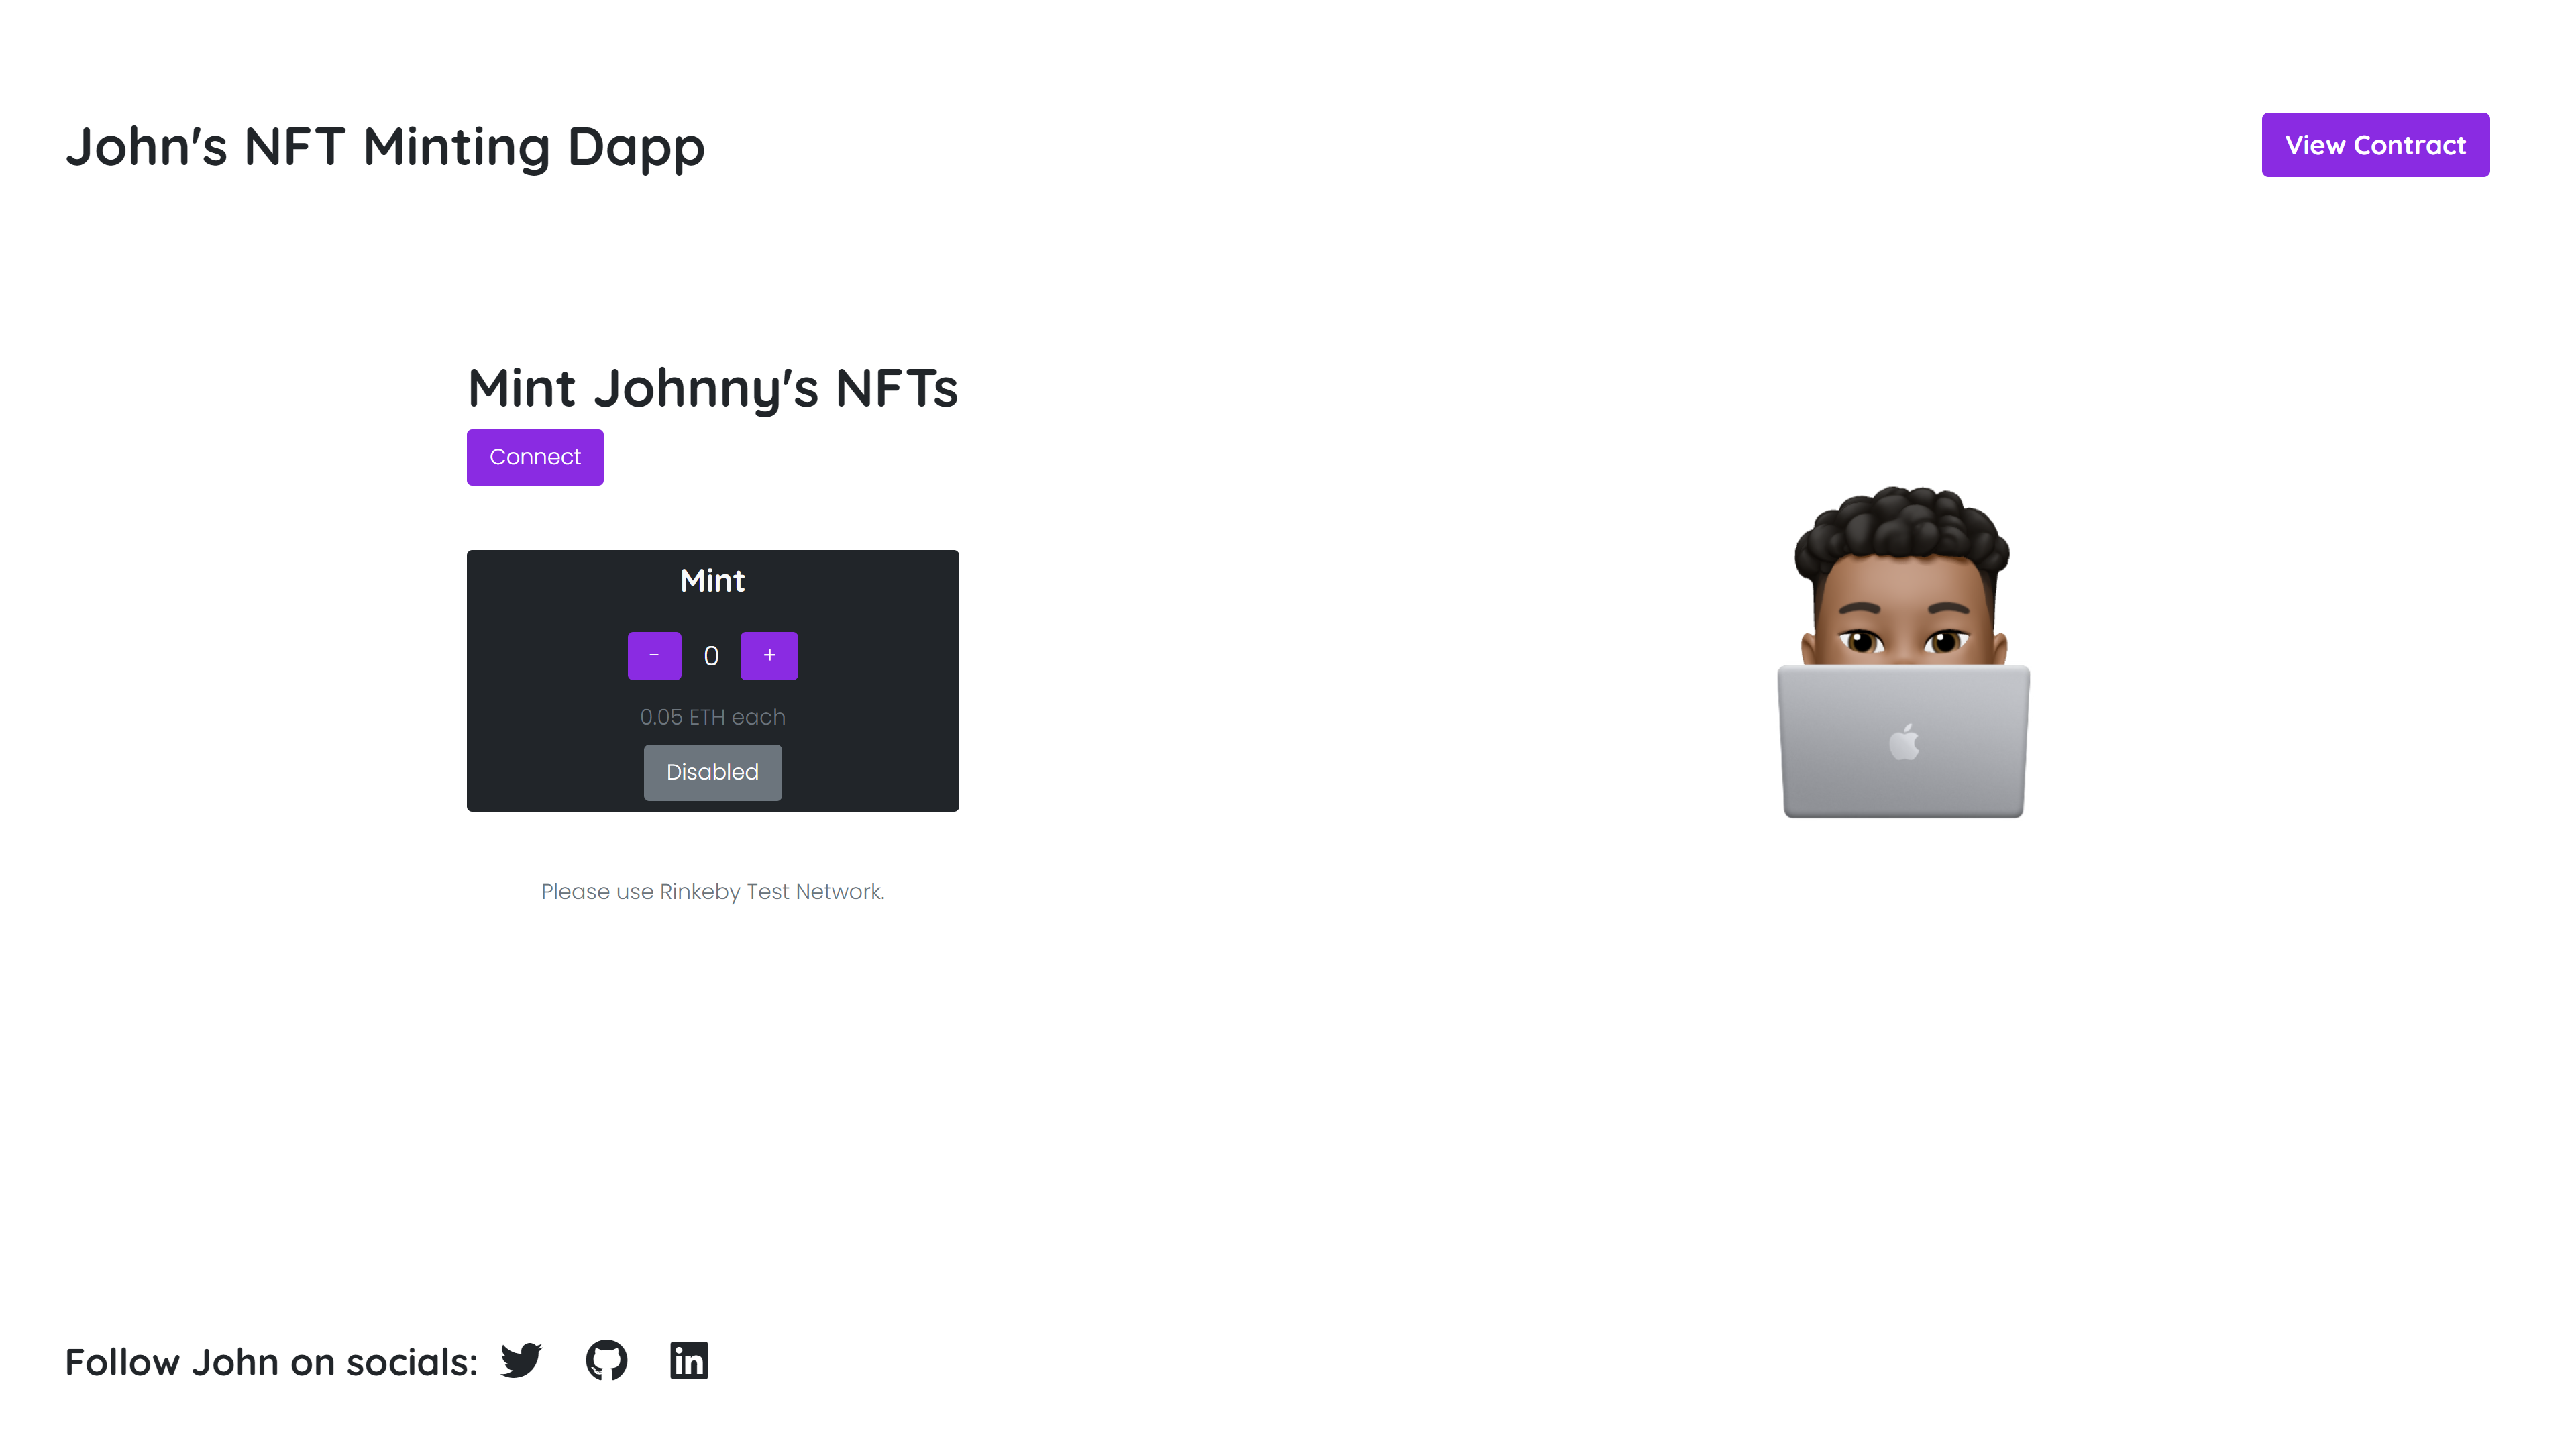 John's NFT Minting Dapp
View Contract
Mint Johnny's NFTs
Connect
Mint
- 0 +
0.05 ETH each
Disabled
Please use Rinkeby Test Network.
Follow John on socials: